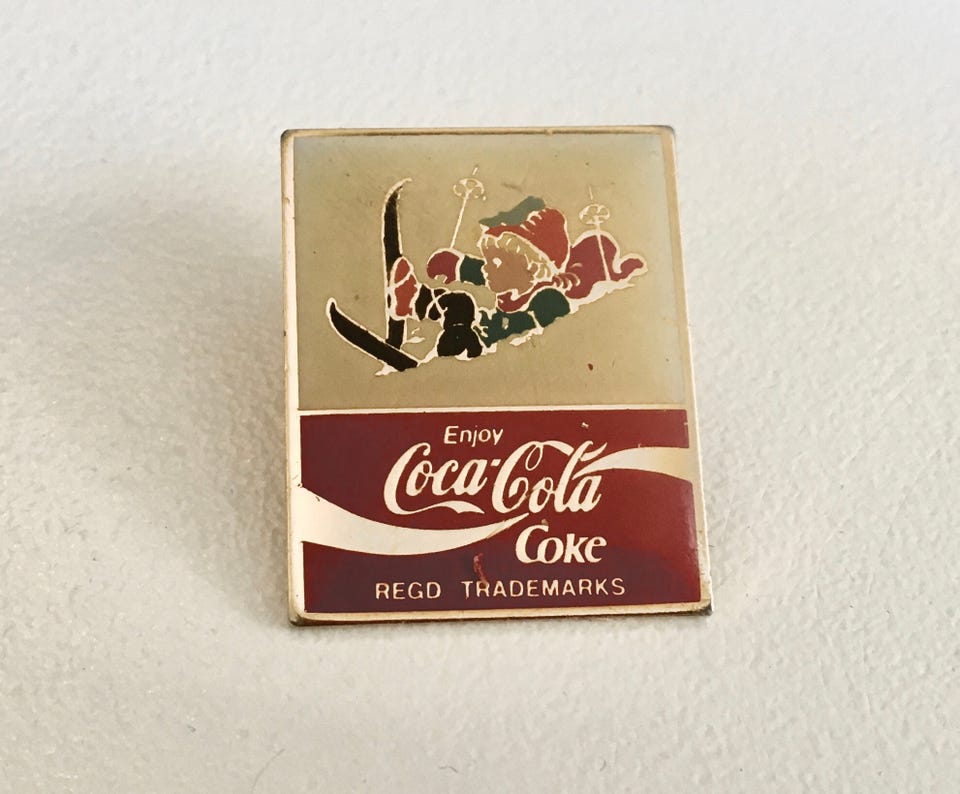 Enjoy
Coca-Cola
Coke
REGD TRADEMARKS